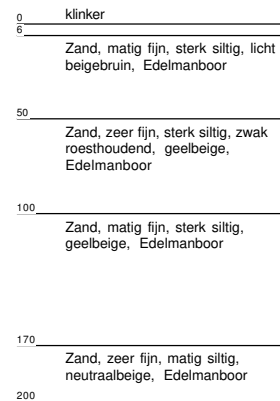 klinker
0
6
Zand, matig fijn, sterk siltig, licht
beigebruin, Edelmanboor
50
Zand, zeer fijn, sterk siltig, zwak
roesthoudend, geelbeige,
Edelmanboor
100
Zand, matig fijn, sterk siltig,
geelbeige, Edelmanboor
170
Zand, zeer fijn, matig siltig,
neutraalbeige, Edelmanboor
200